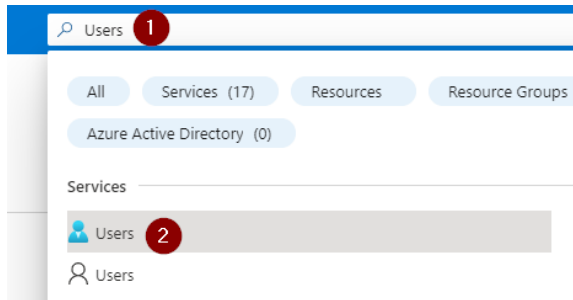 Users 1
All Services (17) Resources Resource Groups
Azure Active Directory (0)
Services
Users 2
Users